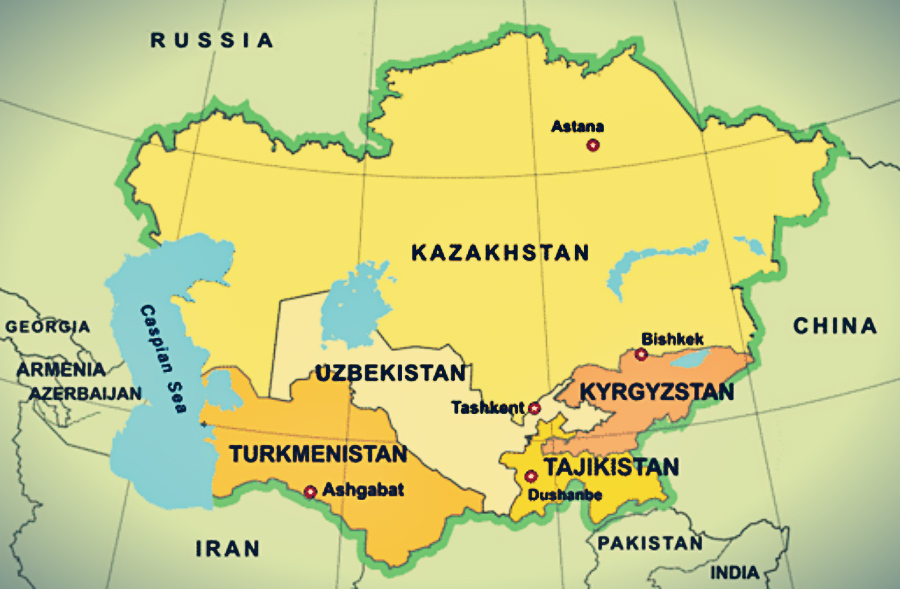 RUSSIA
Astana
KAZAKHSTAN
Caspian Sea
GEORGIA
CHINA
Bishkek
ARMENIA
UZBEKISTAN
AZERBAIJAN
KYRGYZSTAN
Tashkent
TURKMENISTAN
TAJIKISTAN
Ashgabat
Dushanbe
IRAN
PAKISTAN
INDIA